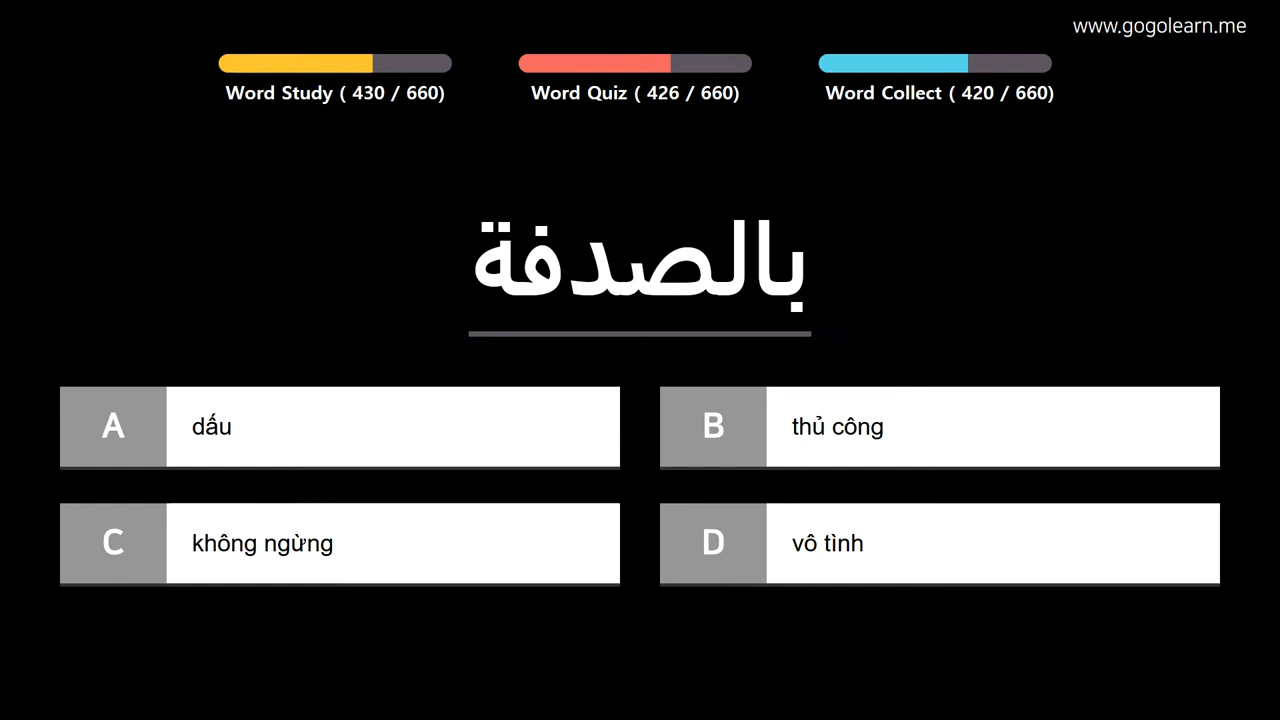 www.gogolearn.me
Word Study ( 430 / 660)
Word Quiz ( 426 / 660)
Word Collect ( 420 / 660)
بالصدفة
A dấu
B thủ công
C không ngừng
D vô tình